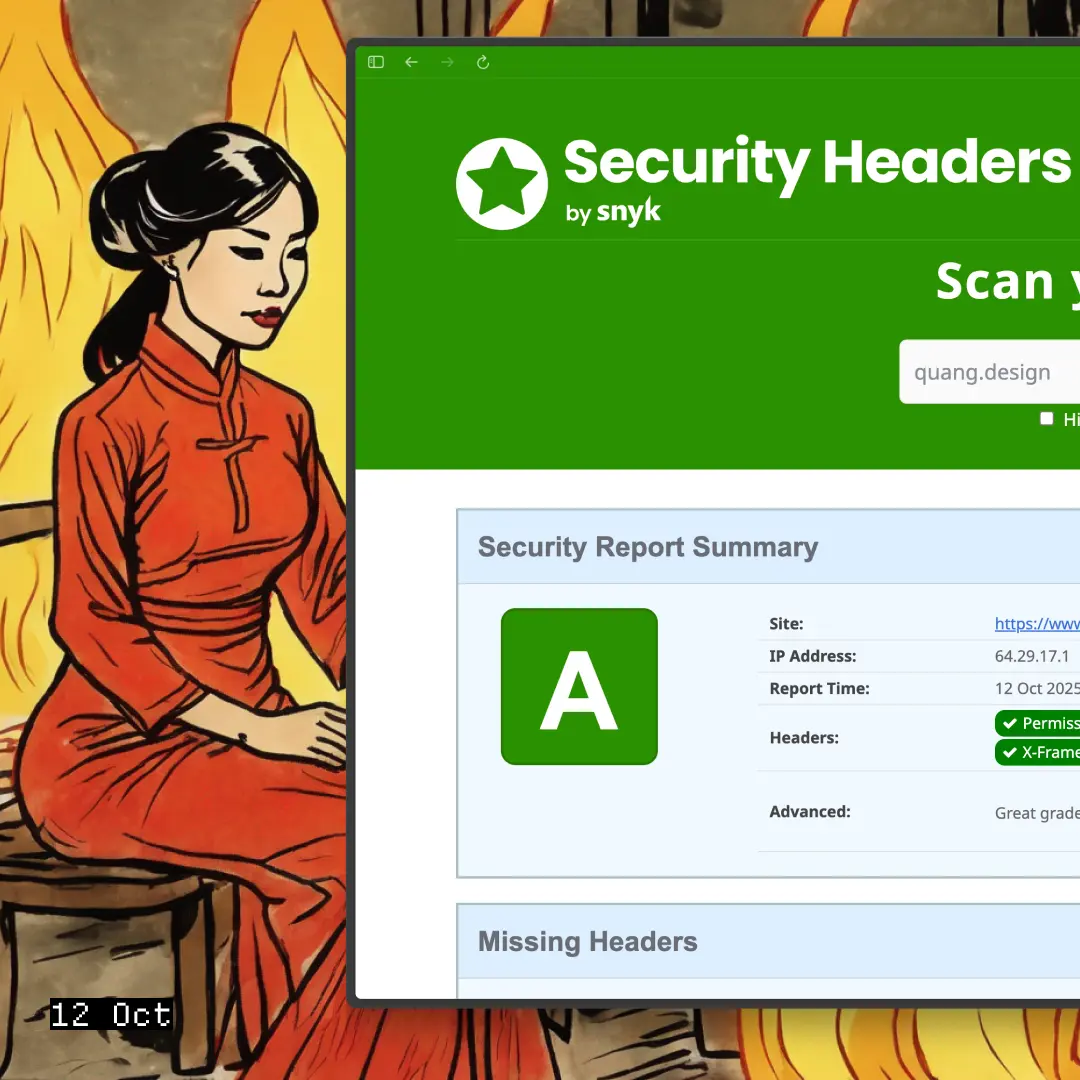 Security Headers
by snyk
Scan
quang.design
Security Report Summary
A
Site:
https://www
IP Address:
64.29.17.1
Report Time:
12 Oct 2025
Headers:
Permiss
X-Frame
Advanced:
Great grade
Missing Headers
12 Oct